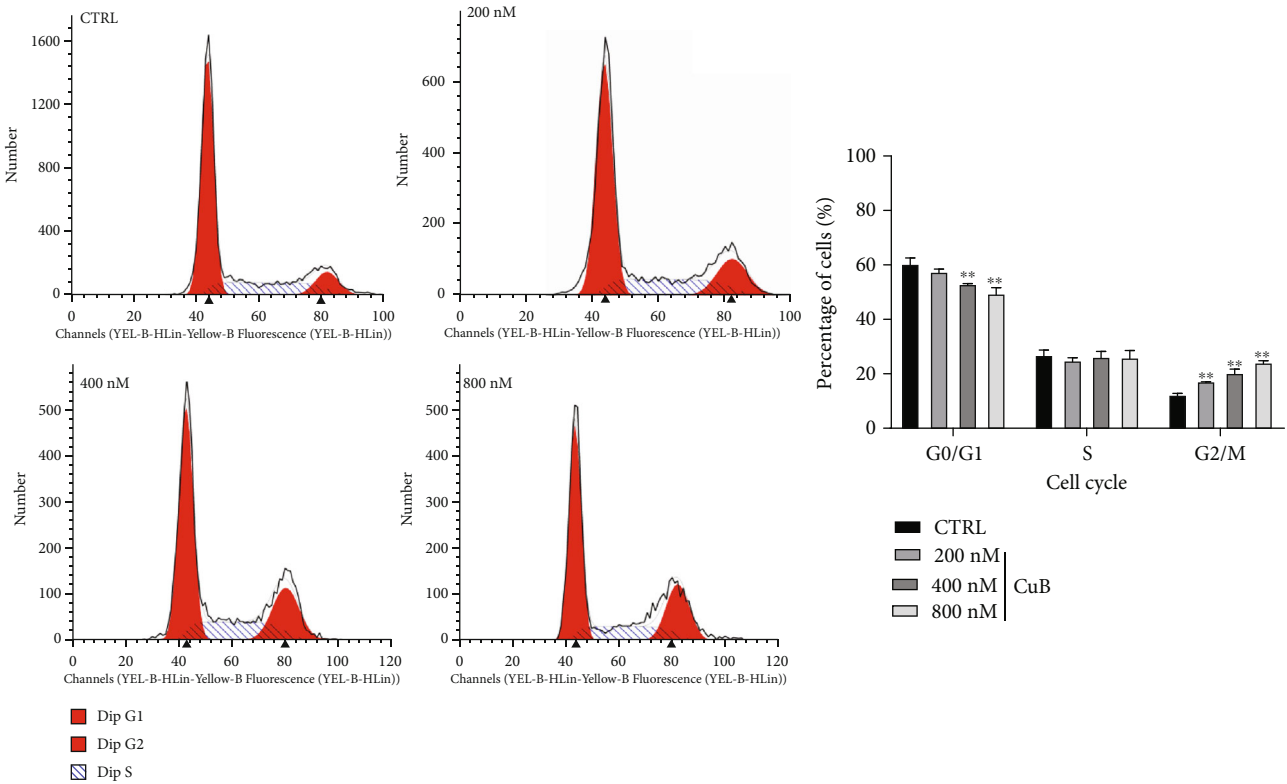 CTRL
1600
1200
800
400
0
Number
0 20 40 60 80 100
Channels (YEL-B-HLin-Yellow-B Fluorescence (YEL-B-HLin))
200 nM
600
400
200
0
Number
0 20 40 60 80 100
Channels (YEL-B-HLin-Yellow-B Fluorescence (YEL-B-HLin))
400 nM
500
400
300
200
100
0
Number
0 20 40 60 80 100 120
Channels (YEL-B-HLin-Yellow-B Fluorescence (YEL-B-HLin))
800 nM
500
400
300
200
100
0
Number
0 20 40 60 80 100 120
Channels (YEL-B-HLin-Yellow-B Fluorescence (YEL-B-HLin))
Dip G1
Dip G2
Dip S
100
80
60
40
20
0
Percentage of cells (%)
** **
** ** **
G0/G1 S G2/M
Cell cycle
CTRL
200 nM
400 nM CuB
800 nM